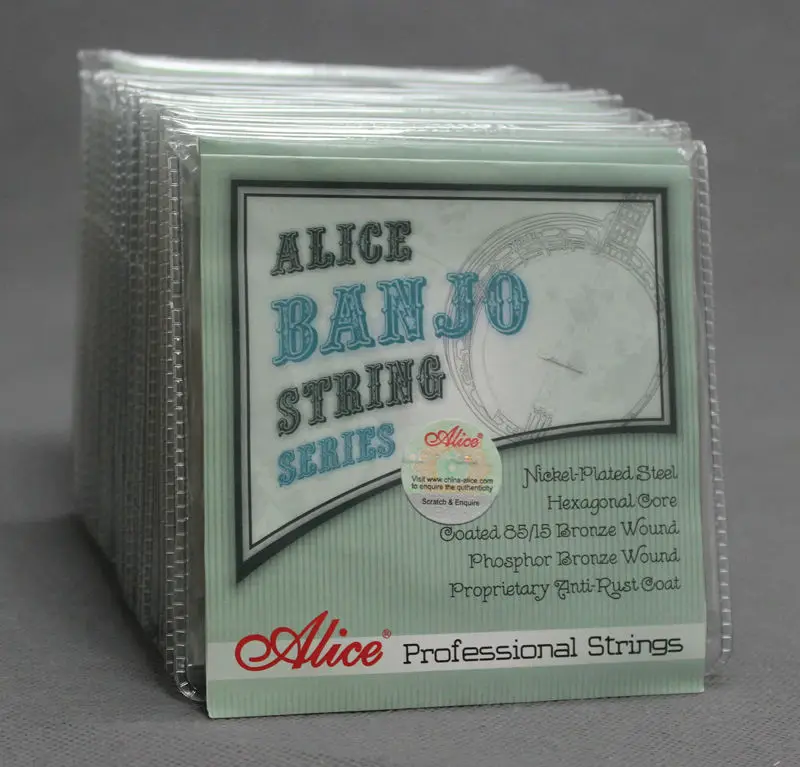 ALICE
BANJO
STRING
SERIES
Alice®
Visit www.china-alice.com
to enquire the quthenticity
Scratch & Enquire
Nickel-Plated Steel
Hexagonal Core
Coated 85/15 Bronze Wound
Phosphor Bronze Wound
Proprietary Anti-Rust Coat
Alice® Professional Strings